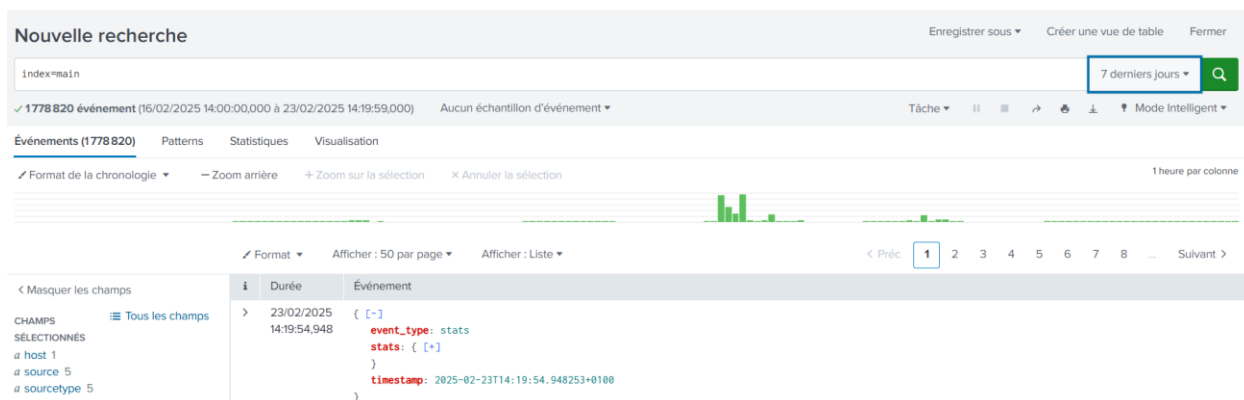 Nouvelle recherche
Enregistrer sous Créer une vue de table Fermer
index=main
7 derniers jours
1 778 820 événement (16/02/2025 14:00:00,000 à 23/02/2025 14:19:59,000) Aucun échantillon d'événement
Tâche Mode Intelligent
Événements (1 778 820) Patterns Statistiques Visualisation
Format de la chronologie — Zoom arrière + Zoom sur la sélection × Annuler la sélection
1 heure par colonne
Format Afficher : 50 par page Afficher : Liste
< Préc 1 2 3 4 5 6 7 8 ... Suivant >
< Masquer les champs
i Durée Événement
CHAMPS SÉLECTIONNÉS
Tous les champs
a host 1
a source 5
a sourcetype 5
> 23/02/2025 14:19:54,948
{ [-]
event_type: stats
stats: { [+]
}
timestamp: 2025-02-23T14:19:54.948253+0100
}